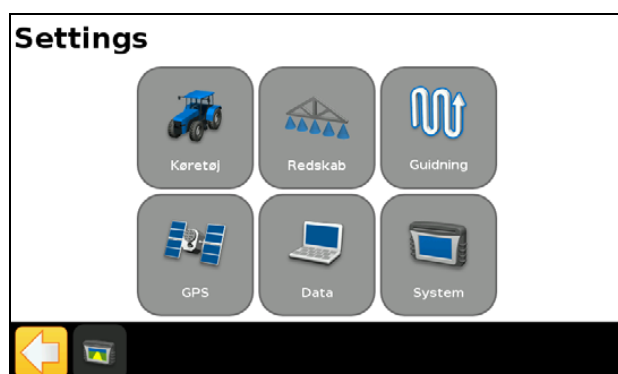 Settings
Køretøj
Redskab
Guidning
GPS
Data
System